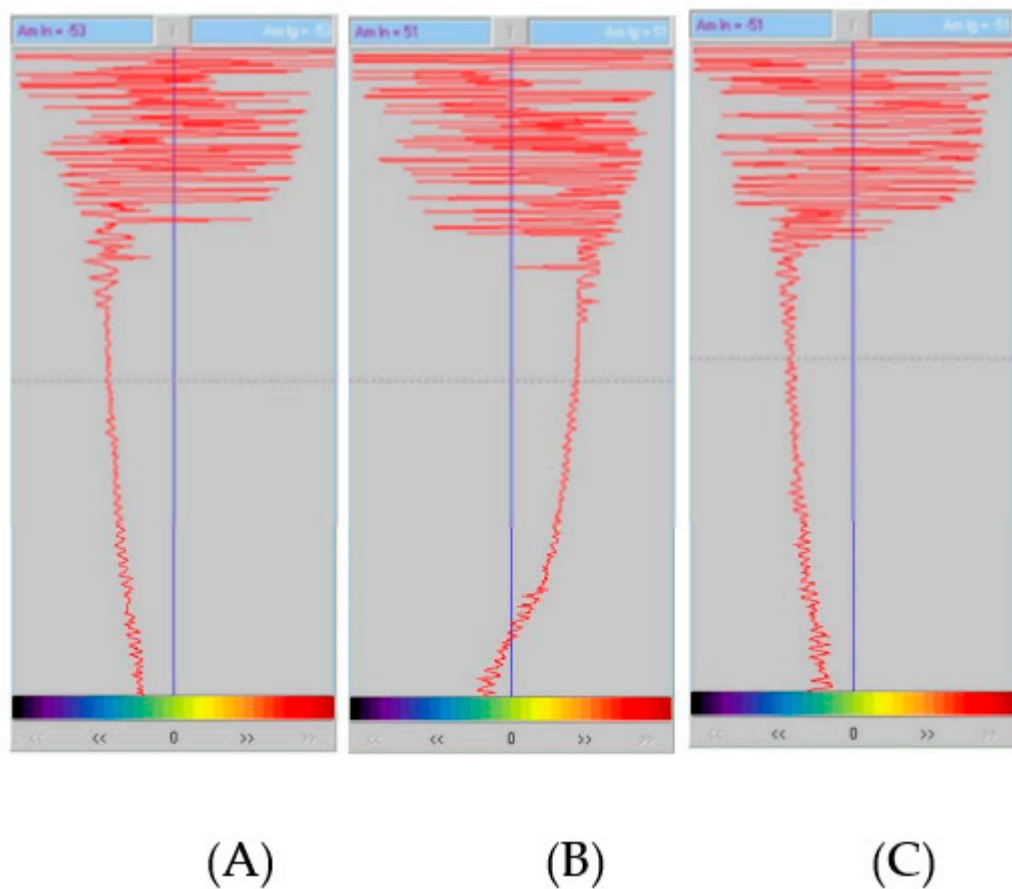 Am In = -53 Am Ig = -53
Am In = 51 Am Ig = 51
Am In = -51 Am Ig = -51
<< << 0 >> >>
<< << 0 >> >>
<< << 0 >> >>
(A) (B) (C)